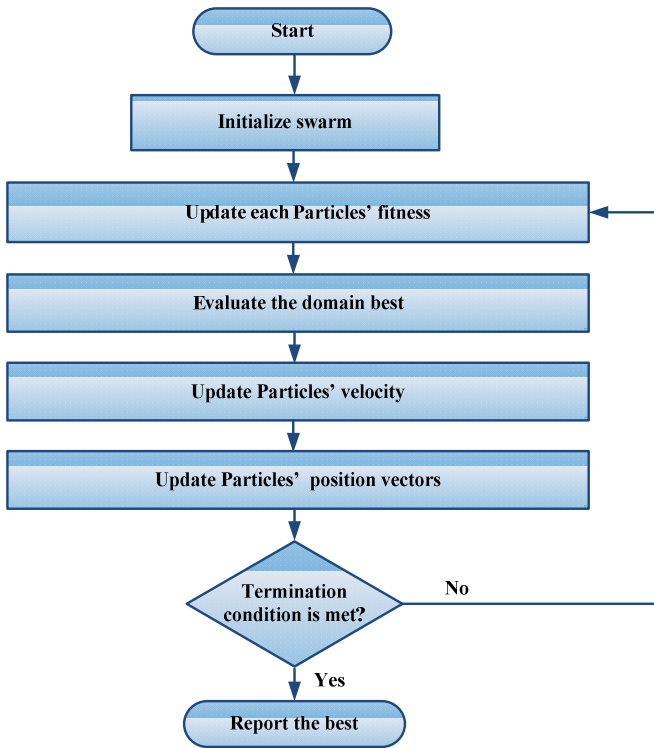 Start
Initialize swarm
Update each Particles' fitness
Evaluate the domain best
Update Particles' velocity
Update Particles' position vectors
Termination
condition is met?
No
Yes
Report the best